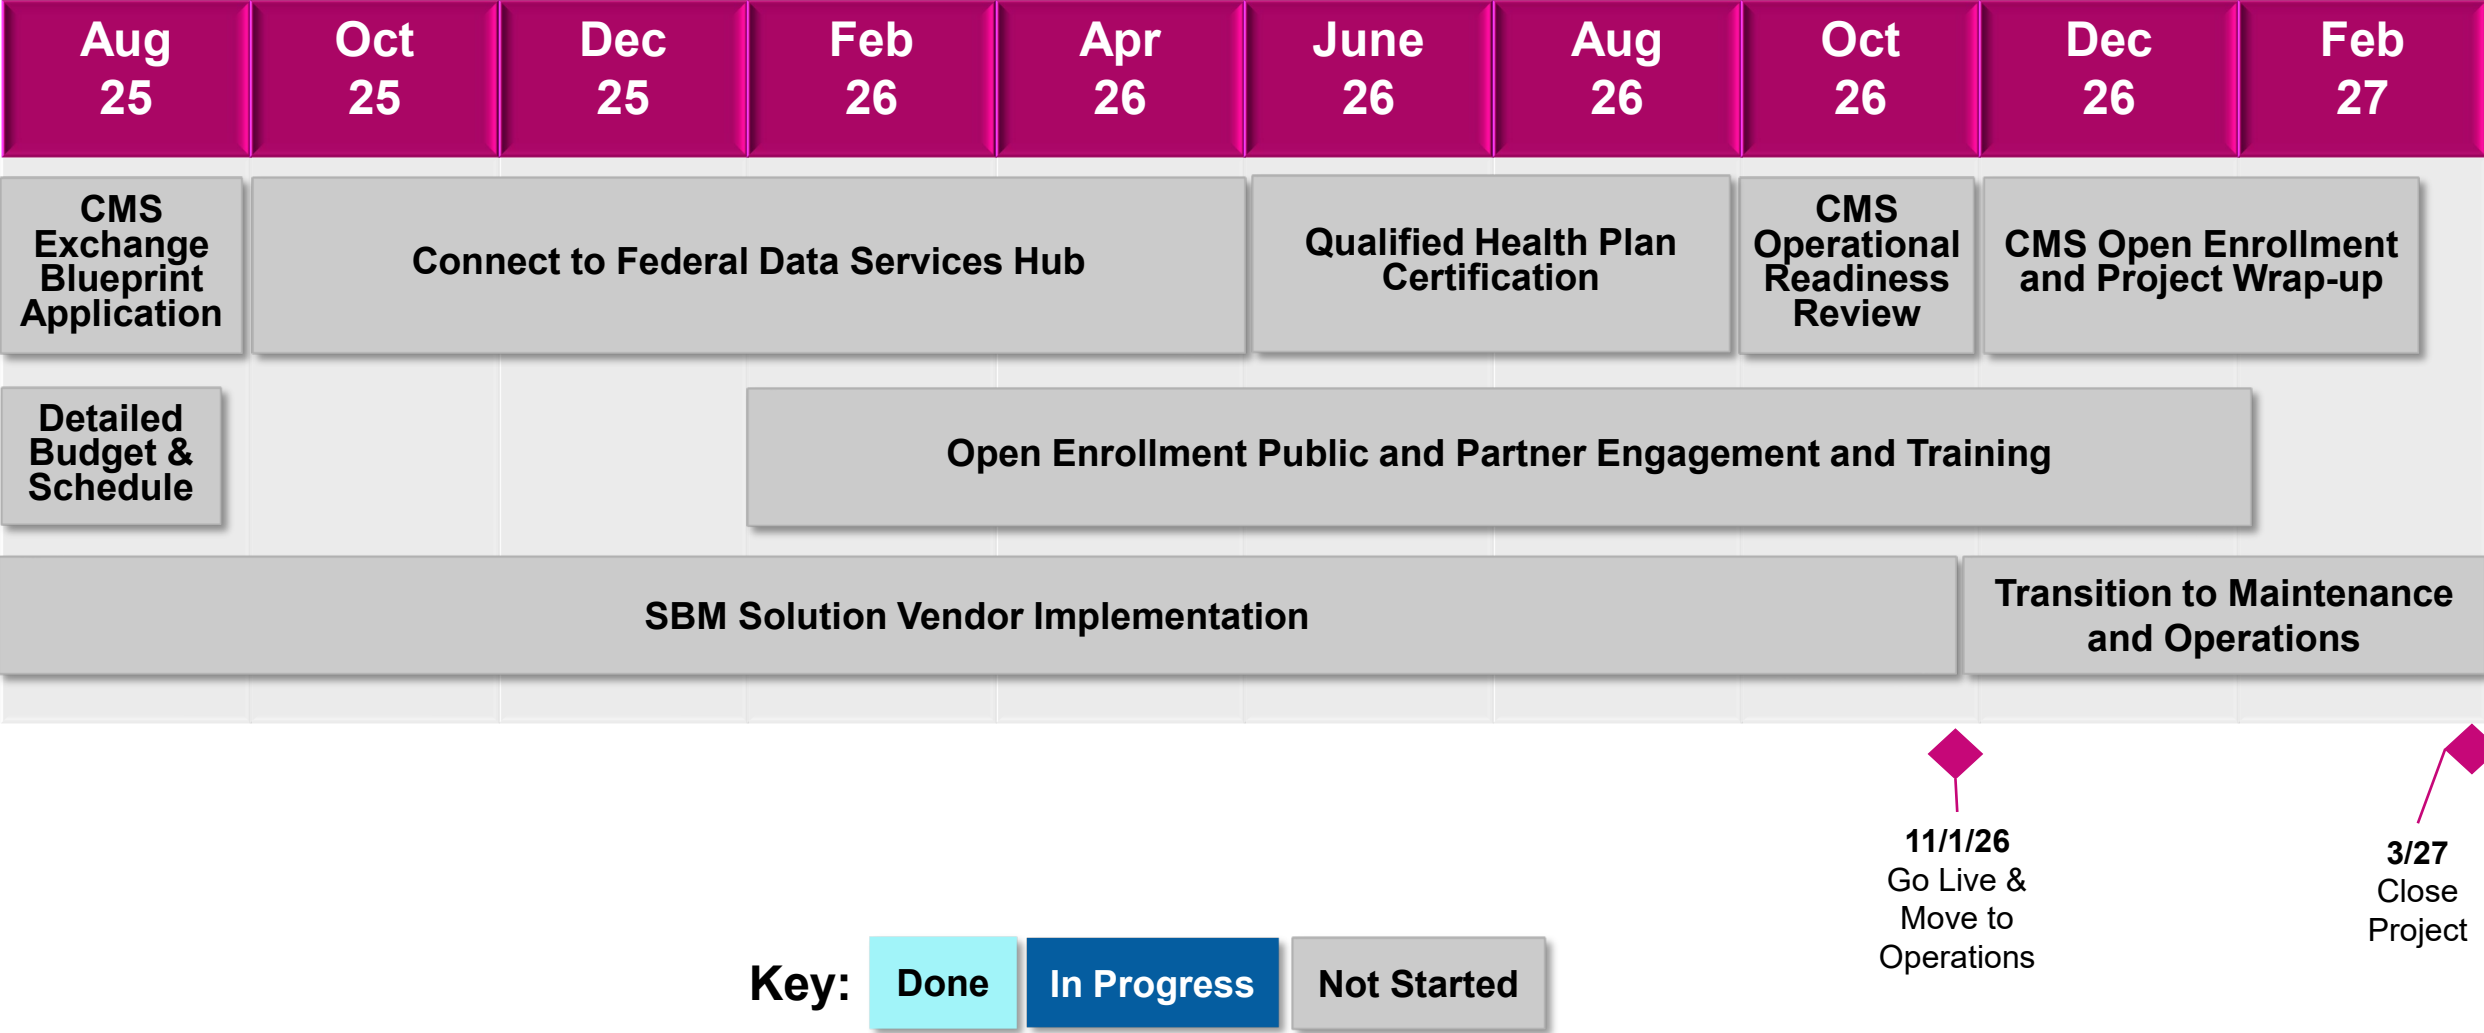 Aug
25
Oct
25
Dec
25
Feb
26
Apr
26
June
26
Aug
26
Oct
26
Dec
26
Feb
27
CMS
Exchange
Blueprint
Application
Connect to Federal Data Services Hub
Qualified Health Plan
Certification
CMS
Operational
Readiness
Review
CMS Open Enrollment
and Project Wrap-up
Detailed
Budget &
Schedule
Open Enrollment Public and Partner Engagement and Training
SBM Solution Vendor Implementation
Transition to Maintenance
and Operations
11/1/26
Go Live &
Move to
Operations
3/27
Close
Project
Key:
Done
In Progress
Not Started